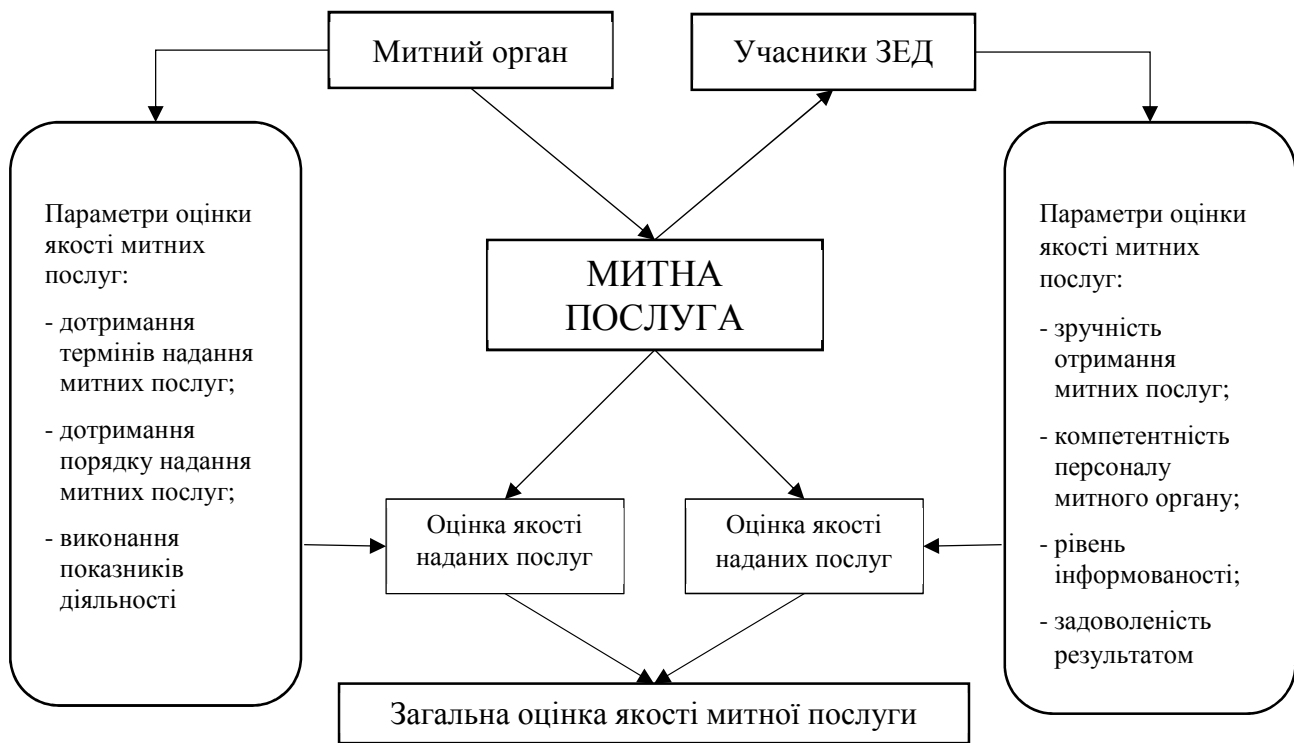 Митний орган
Учасники ЗЕД
Параметри оцінки
якості митних
послуг:
- дотримання
термінів надання
митних послуг;
- дотримання
порядку надання
митних послуг;
- виконання
показників
діяльності
МИТНА
ПОСЛУГА
Параметри оцінки
якості митних
послуг:
- зручність
отримання
митних послуг;
- компетентність
персоналу
митного органу;
- рівень
інформованості;
- задоволеність
результатом
Оцінка якості
наданих послуг
Оцінка якості
наданих послуг
Загальна оцінка якості митної послуги